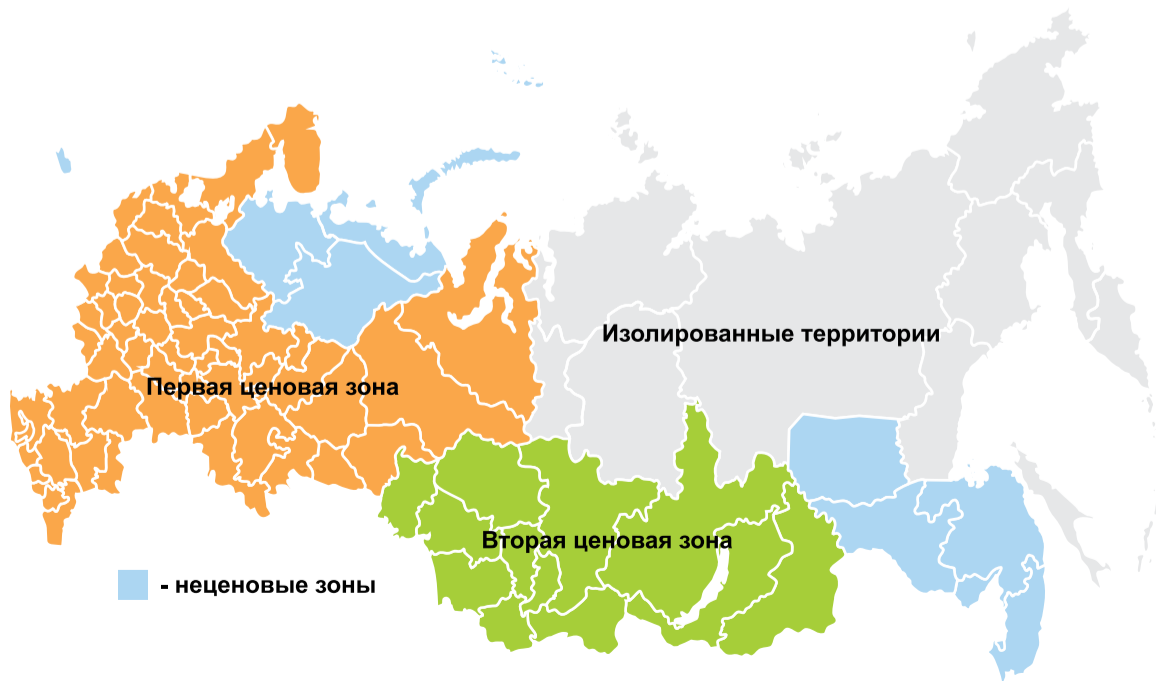 Изолированные территории
Первая ценовая зона
Вторая ценовая зона
- неценовые зоны